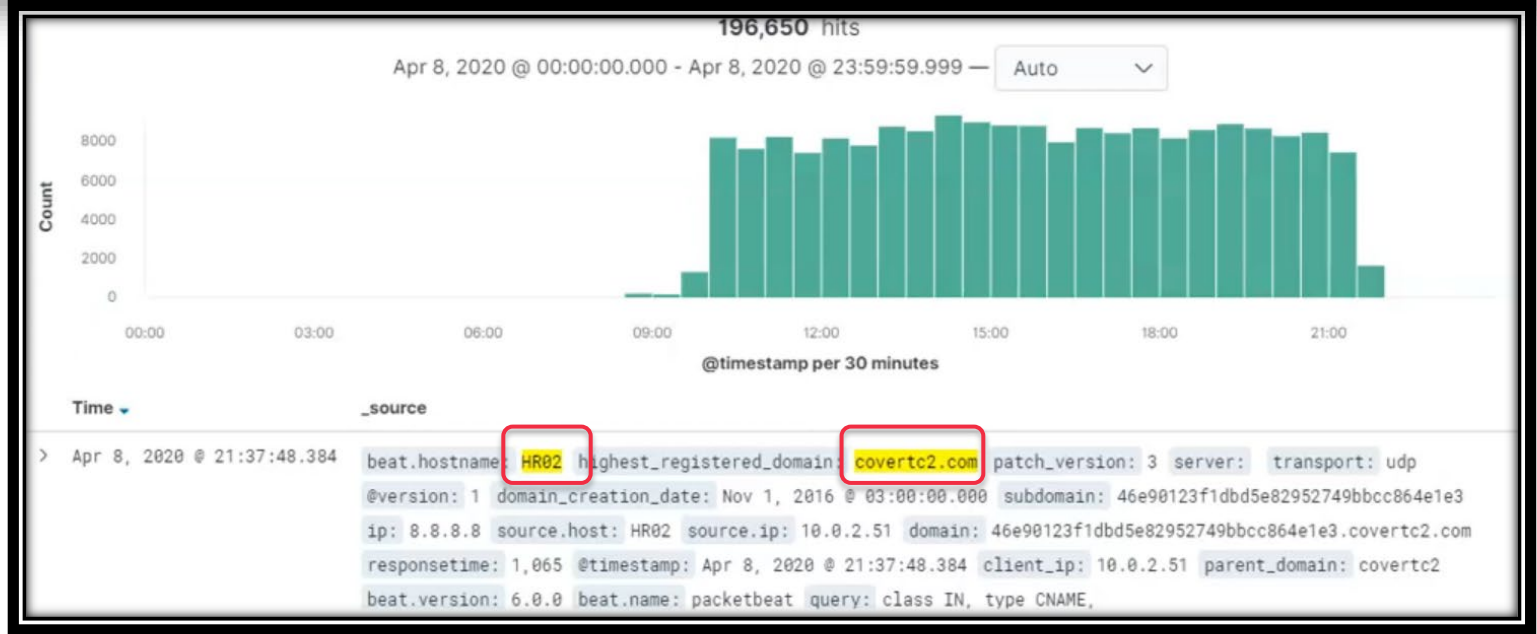 196,650 hits
Apr 8, 2020 @ 00:00:00.000 - Apr 8, 2020 @ 23:59:59.999 — Auto
8000
6000
4000
2000
0
Count
00:00 03:00 06:00 09:00 12:00 15:00 18:00 21:00
@timestamp per 30 minutes
Time _source
> Apr 8, 2020 @ 21:37:48.384 beat.hostname: HR02 highest_registered_domain: covertc2.com patch_version: 3 server: transport: udp
@version: 1 domain_creation_date: Nov 1, 2016 @ 03:00:00.000 subdomain: 46e90123f1dbd5e82952749bbcc864e1e3
ip: 8.8.8.8 source.host: HR02 source.ip: 10.0.2.51 domain: 46e90123f1dbd5e82952749bbcc864e1e3.covertc2.com
responsetime: 1,065 @timestamp: Apr 8, 2020 @ 21:37:48.384 client_ip: 10.0.2.51 parent_domain: covertc2
beat.version: 6.0.0 beat.name: packetbeat query: class IN, type CNAME,